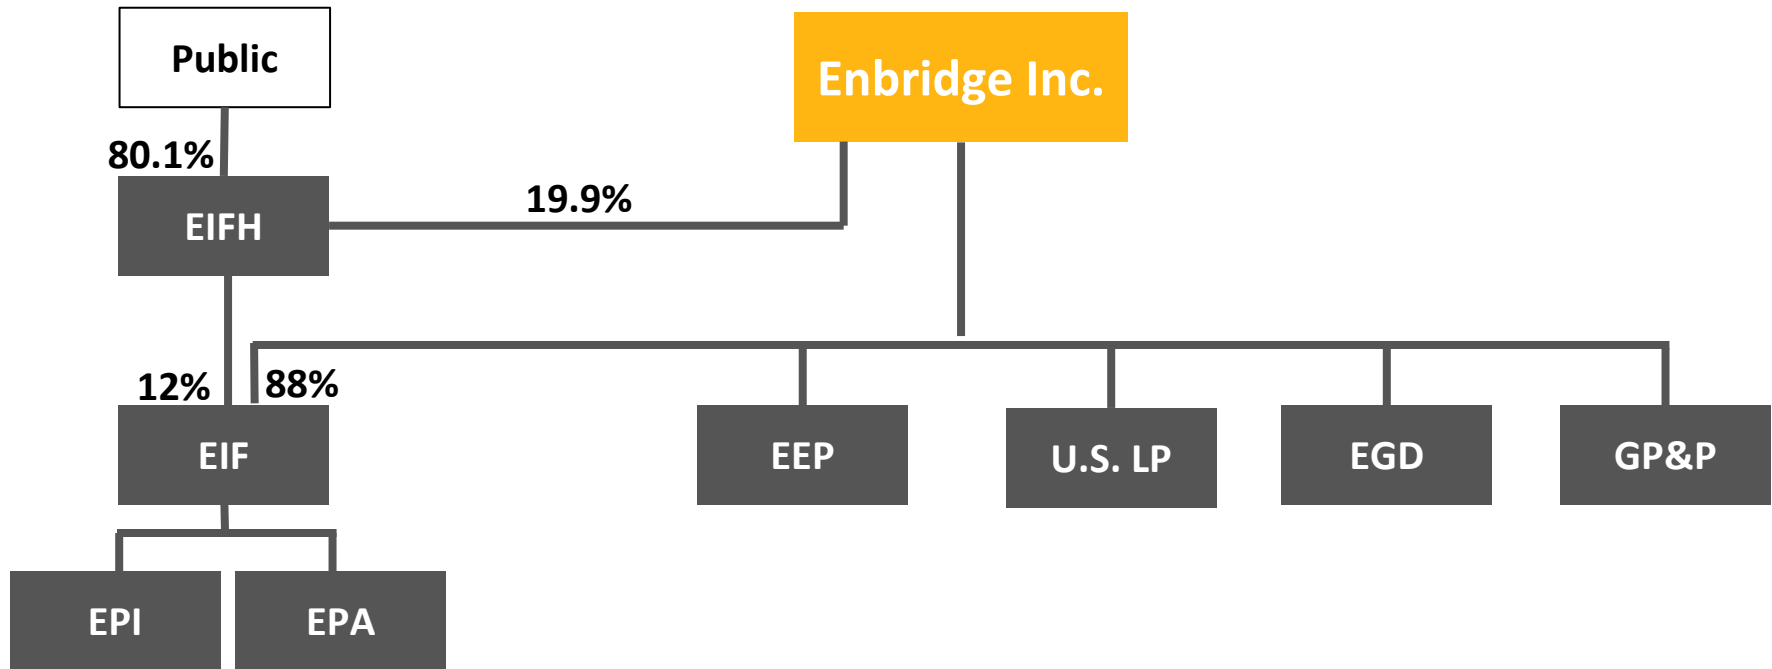 Public
Enbridge Inc.
80.1%
19.9%
EIFH
12%
88%
EIF
EEP
U.S. LP
EGD
GP&P
EPI
EPA